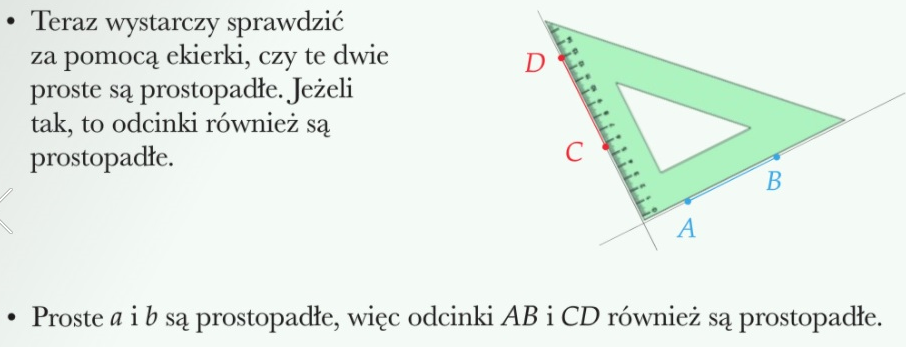 • Teraz wystarczy sprawdzić
za pomocą ekierki, czy te dwie
proste są prostopadłe. Jeżeli
tak, to odcinki również są
prostopadłe.
D
C
B
A
• Proste a i b są prostopadłe, więc odcinki AB i CD również są prostopadłe.